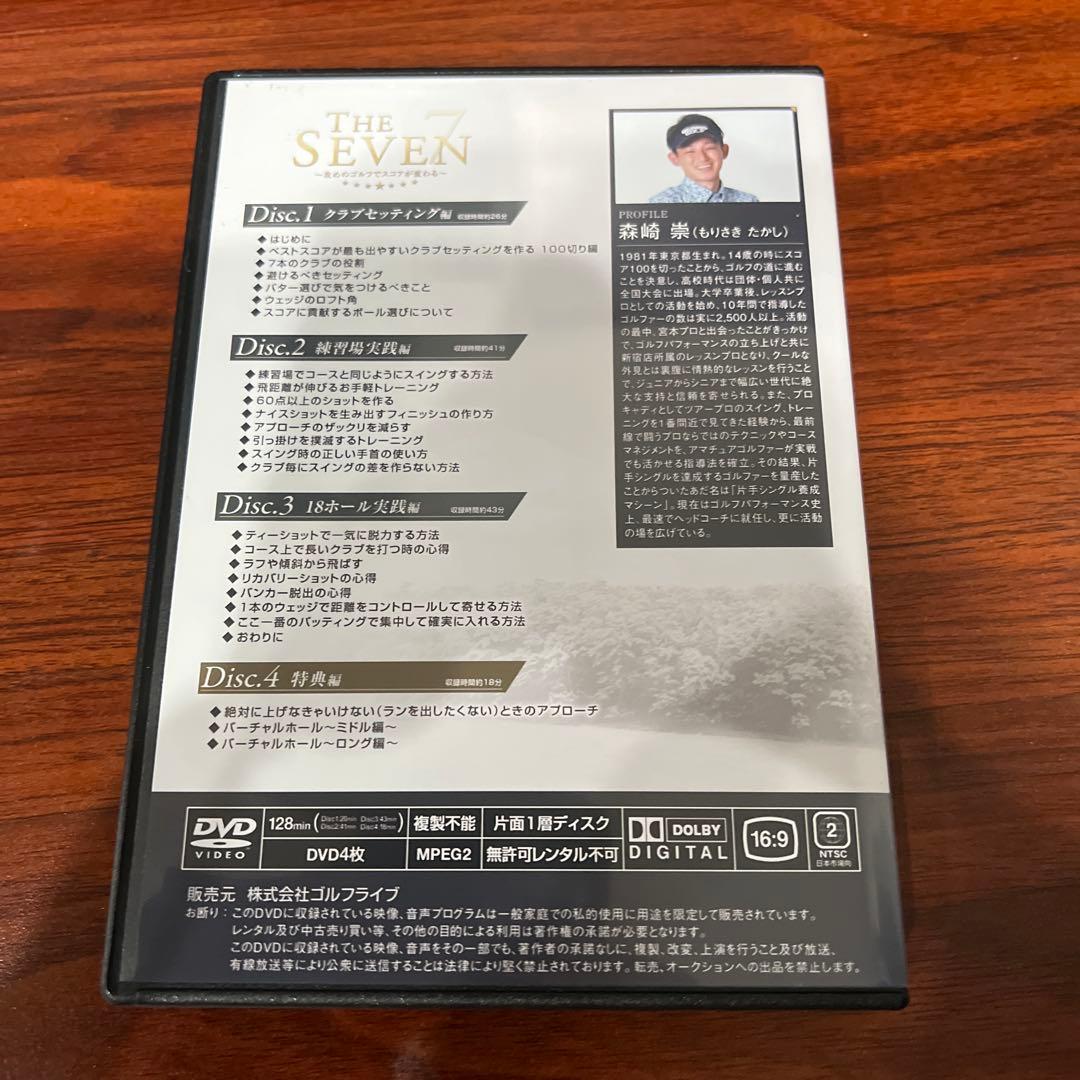 THE 7
SEVEN
～攻めのゴルフでスコアが変わる～
Disc.1 クラブセッティング編 収録時間約26分
◆はじめに
◆ベストスコアが最も出やすいクラブセッティングを作る 100切り編
◆7本のクラブの役割
◆避けるべきセッティング
◆パター選びで気をつけるべきこと
◆ウェッジのロフト角
◆スコアに貢献するボール選びについて
Disc.2 練習場実践編 収録時間約41分
◆練習場でコースと同じようにスイングする方法
◆飛距離が伸びるお手軽トレーニング
◆60点以上のショットを作る
◆ナイスショットを生み出すフィニッシュの作り方
◆アプローチのザックリを減らす
◆引っ掛けを撲滅するトレーニング
◆スイング時の正しい手首の使い方
◆クラブ毎にスイングの差を作らない方法
Disc.3 18ホール実践編 収録時間約43分
◆ティーショットで一気に脱力する方法
◆コース上で長いクラブを打つ時の心得
◆ラフや傾斜から飛ばす
◆リカバリーショットの心得
◆バンカー脱出の心得
◆1本のウェッジで距離をコントロールして寄せる方法
◆ここ一番のパッティングで集中して確実に入れる方法
◆おわりに
Disc.4 特典編 収録時間約18分
◆絶対に上げなきゃいけない(ランを出したくない)ときのアプローチ
◆バーチャルホール～ミドル編～
◆バーチャルホール～ロング編～
PROFILE
森崎 崇(もりさき たかし)
1981年東京都生まれ。14歳の時にスコ
ア100を切ったことから、ゴルフの道に進む
ことを決意し、高校時代は団体・個人共に
全国大会に出場。大学卒業後、レッスンプ
ロとしての活動を始め、10年間で指導した
ゴルファーの数は実に2,500人以上。活動
の最中、宮本プロと出会ったことがきっかけ
で、ゴルフパフォーマンスの立ち上げと共に
新宿店所属のレッスンプロとなり、クールな
外見とは裏腹に情熱的なレッスンを行うこと
で、ジュニアからシニアまで幅広い世代に絶
大な支持と信頼を寄せられる。また、プロ
キャディとしてツアープロのスイング、トレー
ニングを1番間近で見てきた経験から、最前
線で闘うプロならではのテクニックやコース
マネジメントを、アマチュアゴルファーが実戦
でも活かせる指導法を確立。その結果、片
手シングルを達成するゴルファーを量産した
ことからついたあだ名は「片手シングル養成
マシーン」。現在はゴルフパフォーマンス史
上、最速でヘッドコーチに就任し、更に活動
の場を広げている。
DVD VIDEO
128min (Disc1:26min Disc3:43min Disc2:41min Disc4:18min)
複製不能 片面1層ディスク
DVD4枚 MPEG2 無許可レンタル不可
DOLBY
DIGITAL
16:9
2
NTSC
日本市場向
販売元 株式会社ゴルフライブ
お断り:このDVDに収録されている映像、音声プログラムは一般家庭での私的使用に用途を限定して販売されています。
レンタル及び中古売り買い等、その他の目的による利用は著作権の承諾が必要となります。
このDVDに収録されている映像、音声をその一部でも、著作者の承諾なしに、複製、改変、上演を行うこと及び放送、
有線放送等により公衆に送信することは法律により堅く禁止されております。転売、オークションへの出品を禁止します。